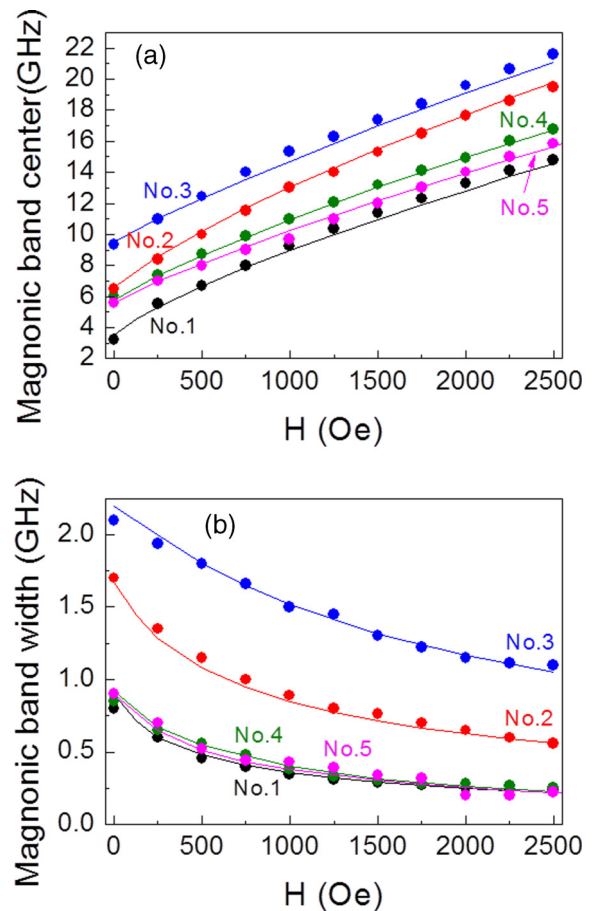 (a)
Magnonic band center(GHz)
22
20
18
16
14
12
10
8
6
4
2
No.3
No.2
No.1
No.4
No.5
0 500 1000 1500 2000 2500
H (Oe)
(b)
Magnonic band width (GHz)
2.0
1.5
1.0
0.5
0.0
No.3
No.2
No.4
No.5
No.1
0 500 1000 1500 2000 2500
H (Oe)